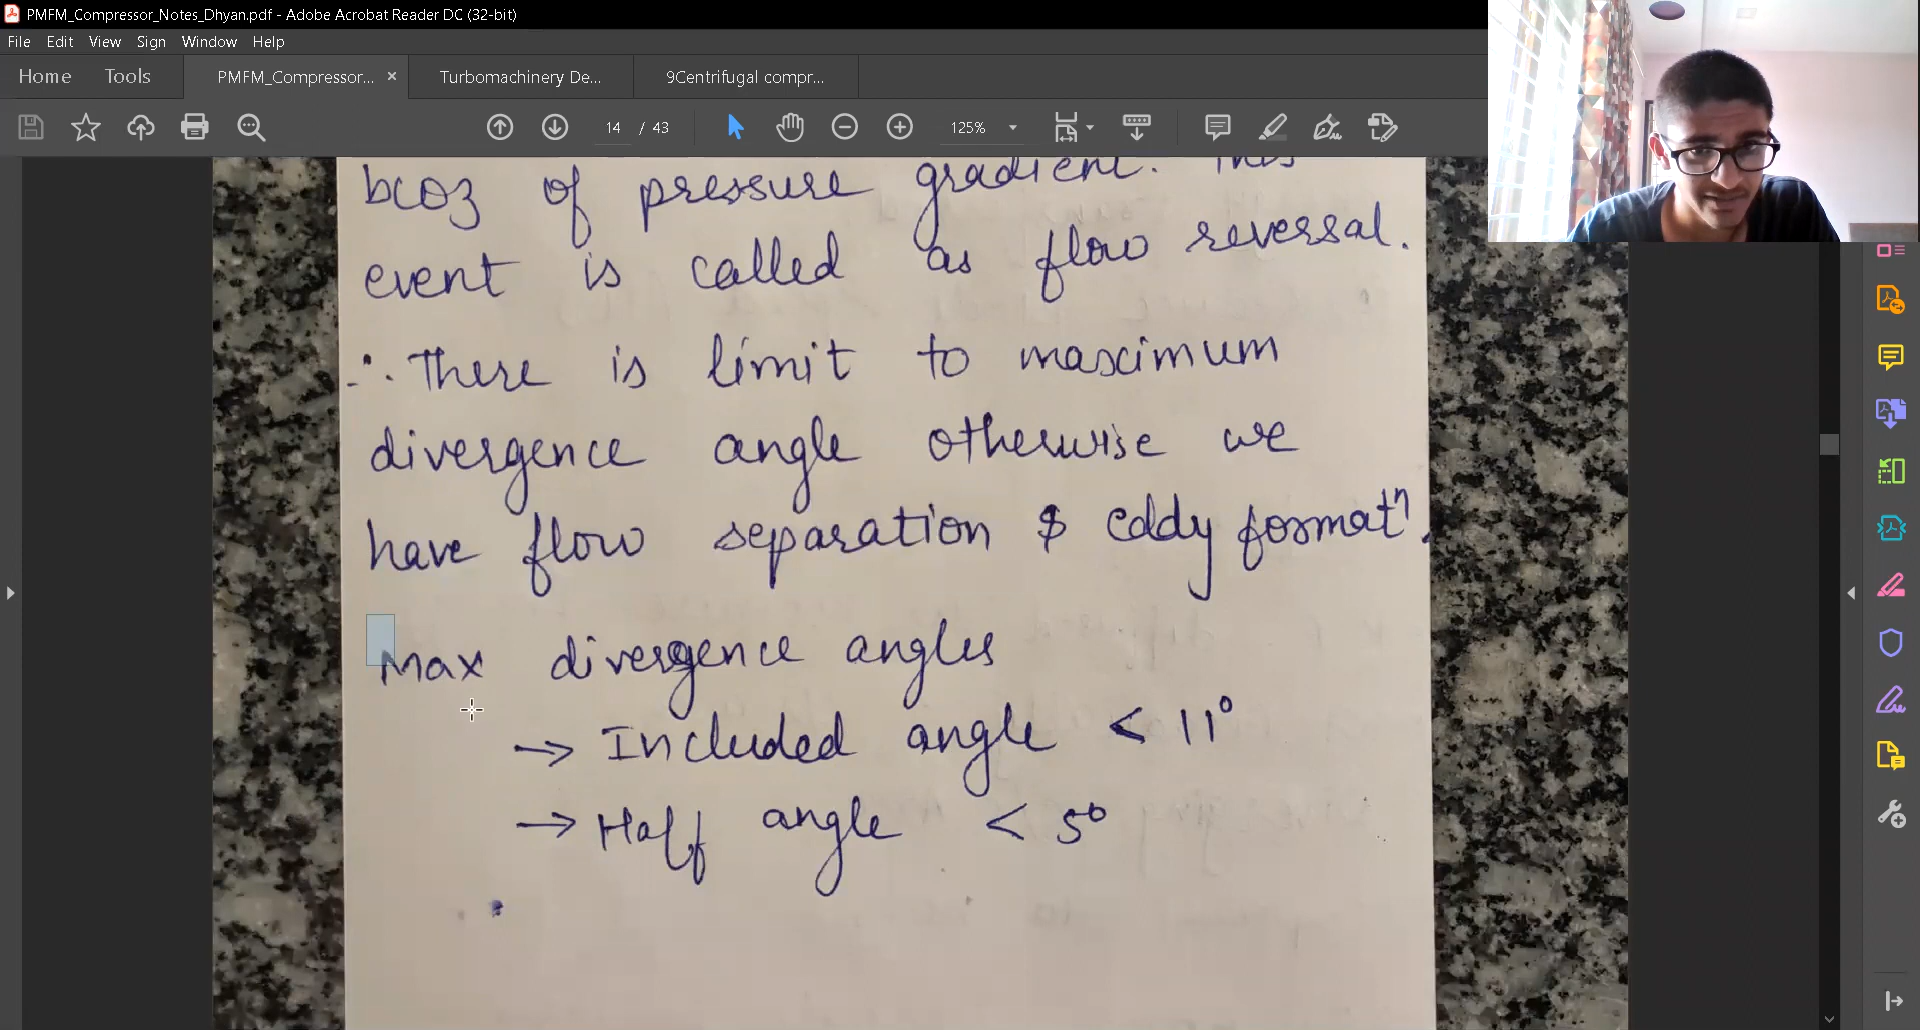 PMFM_Compressor_Notes_Dhyan.pdf - Adobe Acrobat Reader DC (32-bit)
File Edit View Sign Window Help
Home Tools PMFM_Compressor... × Turbomachinery De... 9Centrifugal compr...
14 / 43 125%
bcoz of pressure gradient. This
event is called as flow reversal.
∴ There is limit to maximum
divergence angle otherwise we
have flow separation & eddy formatⁿ.
Max divergence angles
→ Included angle < 11°
→ Half angle < 5°